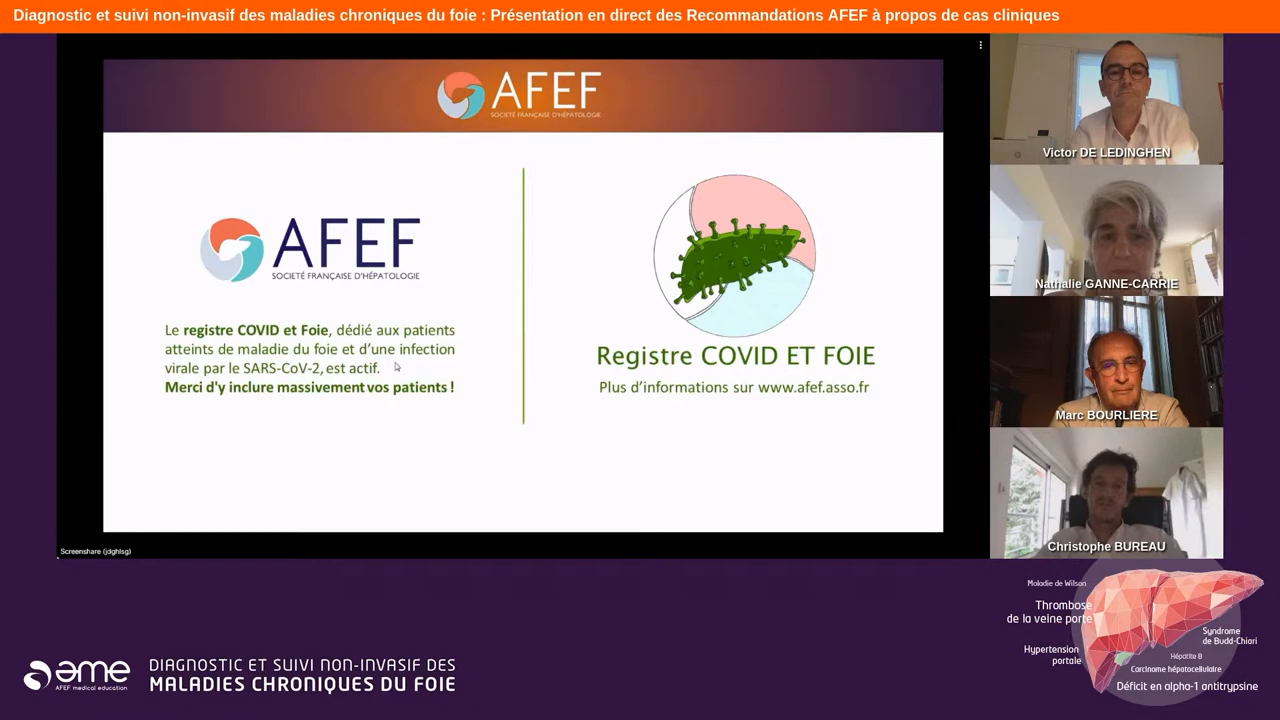 Diagnostic et suivi non-invasif des maladies chroniques du foie : Présentation en direct des Recommandations AFEF à propos de cas cliniques
AFEF
SOCIÉTÉ FRANÇAISE D'HÉPATOLOGIE
AFEF
SOCIÉTÉ FRANÇAISE D'HÉPATOLOGIE
Le registre COVID et Foie, dédié aux patients
atteints de maladie du foie et d'une infection
virale par le SARS-CoV-2, est actif.
Merci d'y inclure massivement vos patients !
Registre COVID ET FOIE
Plus d'informations sur www.afef.asso.fr
Screenshare (jdghlsg)
Victor DE LEDINGHEN
Nathalie GANNE-CARRIE
Marc BOURLIERE
Christophe BUREAU
ame
AFEF medical education
DIAGNOSTIC ET SUIVI NON-INVASIF DES
MALADIES CHRONIQUES DU FOIE
Maladie de Wilson
Thrombose
de la veine porte
Hypertension
portale
Syndrome
de Budd-Chiari
Hépatite B
Carcinome hépatocellulaire
Déficit en alpha-1 antitrypsine